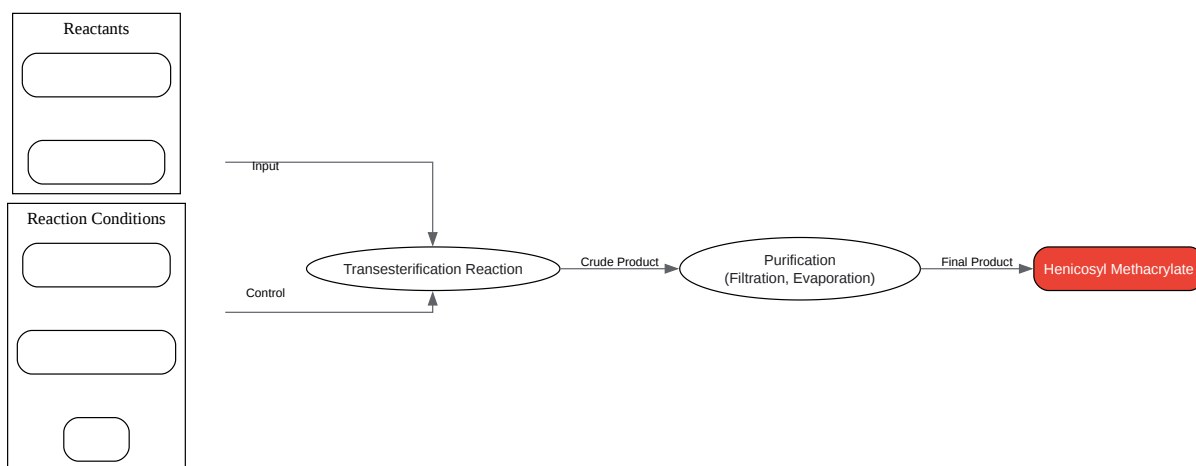 Reactants
Input
Reaction Conditions
Control
Transesterification Reaction
Crude Product
Purification
(Filtration, Evaporation)
Final Product
Henicosyl Methacrylate